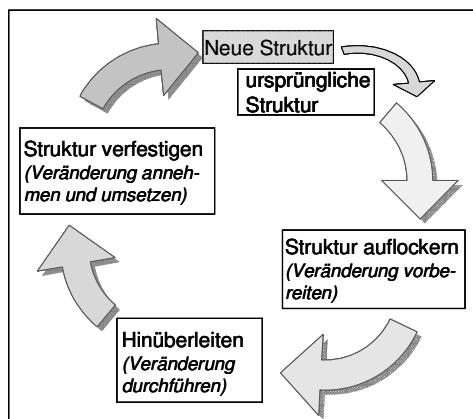 Neue Struktur
ursprüngliche
Struktur
Struktur auflockern
(Veränderung vorbe-
reiten)
Hinüberleiten
(Veränderung
durchführen)
Struktur verfestigen
(Veränderung anneh-
men und umsetzen)